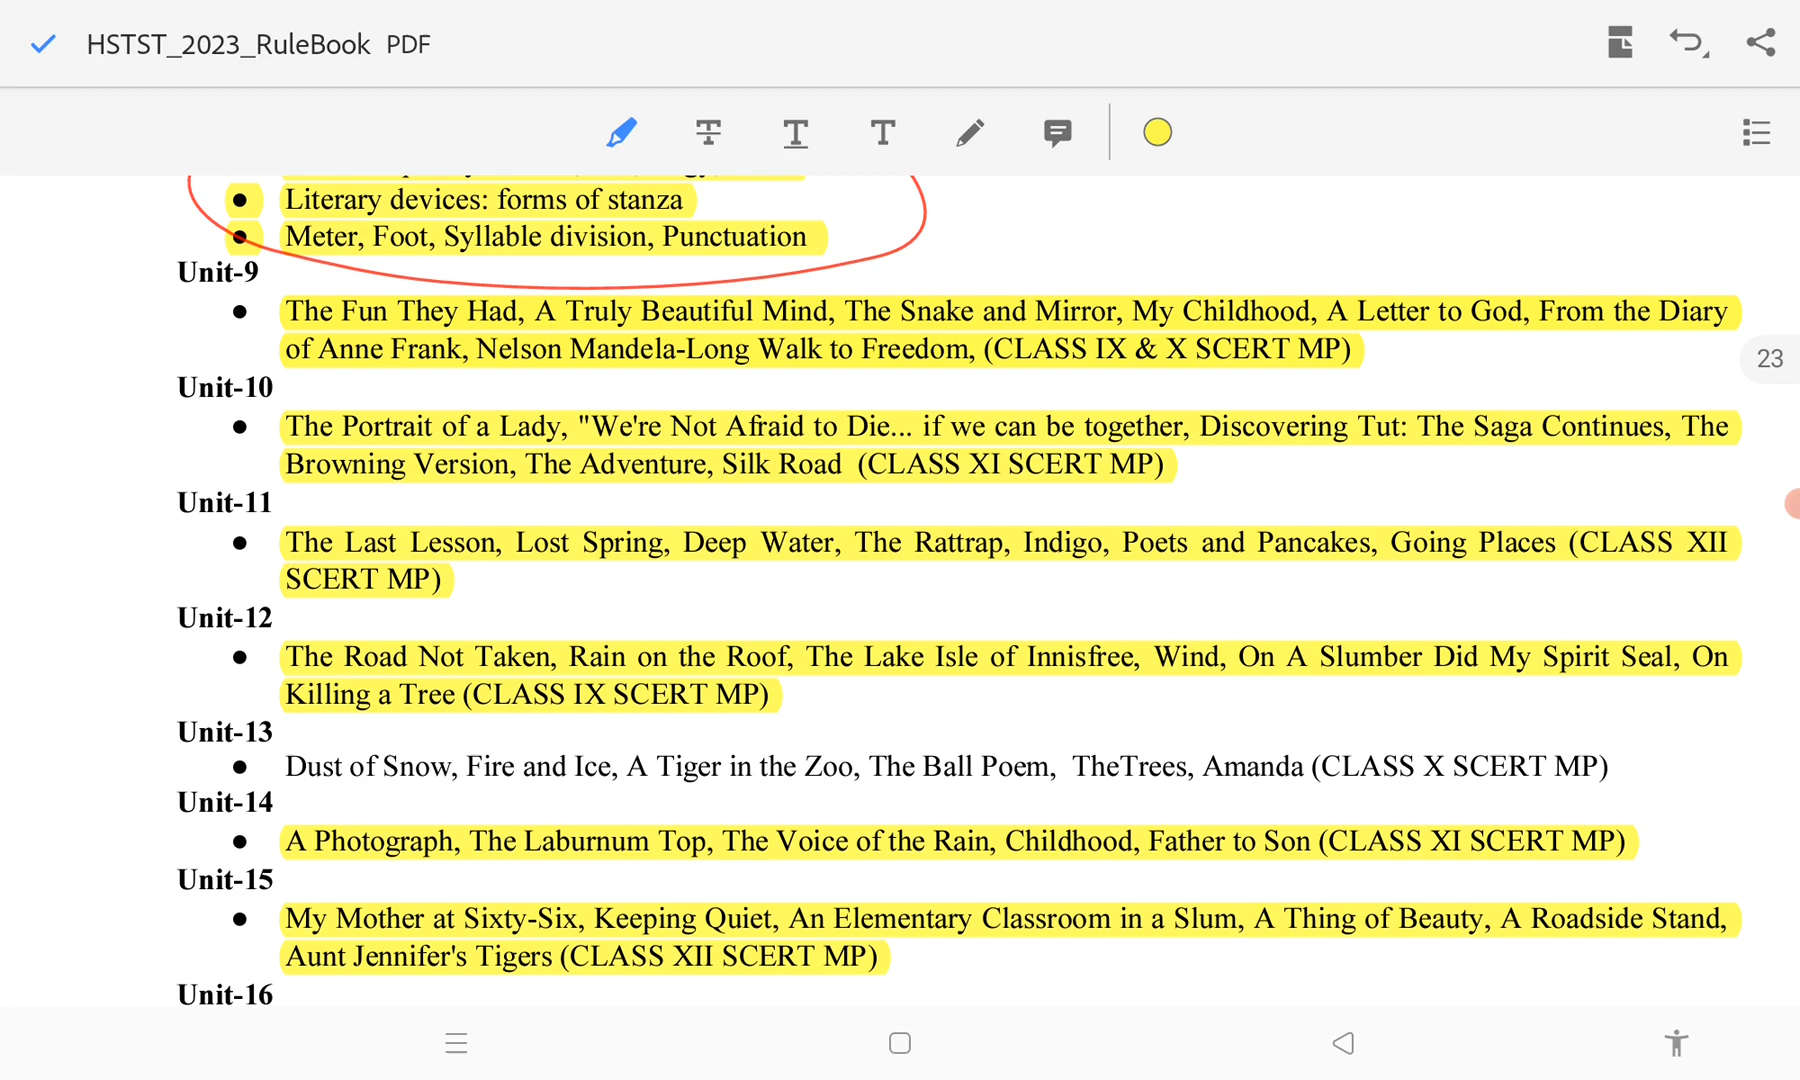 HSTST_2023_RuleBook PDF
● Literary devices: forms of stanza
● Meter, Foot, Syllable division, Punctuation
Unit-9
● The Fun They Had, A Truly Beautiful Mind, The Snake and Mirror, My Childhood, A Letter to God, From the Diary
of Anne Frank, Nelson Mandela-Long Walk to Freedom, (CLASS IX & X SCERT MP)
23
Unit-10
● The Portrait of a Lady, "We're Not Afraid to Die... if we can be together, Discovering Tut: The Saga Continues, The
Browning Version, The Adventure, Silk Road (CLASS XI SCERT MP)
Unit-11
● The Last Lesson, Lost Spring, Deep Water, The Rattrap, Indigo, Poets and Pancakes, Going Places (CLASS XII
SCERT MP)
Unit-12
● The Road Not Taken, Rain on the Roof, The Lake Isle of Innisfree, Wind, On A Slumber Did My Spirit Seal, On
Killing a Tree (CLASS IX SCERT MP)
Unit-13
● Dust of Snow, Fire and Ice, A Tiger in the Zoo, The Ball Poem, TheTrees, Amanda (CLASS X SCERT MP)
Unit-14
● A Photograph, The Laburnum Top, The Voice of the Rain, Childhood, Father to Son (CLASS XI SCERT MP)
Unit-15
● My Mother at Sixty-Six, Keeping Quiet, An Elementary Classroom in a Slum, A Thing of Beauty, A Roadside Stand,
Aunt Jennifer's Tigers (CLASS XII SCERT MP)
Unit-16